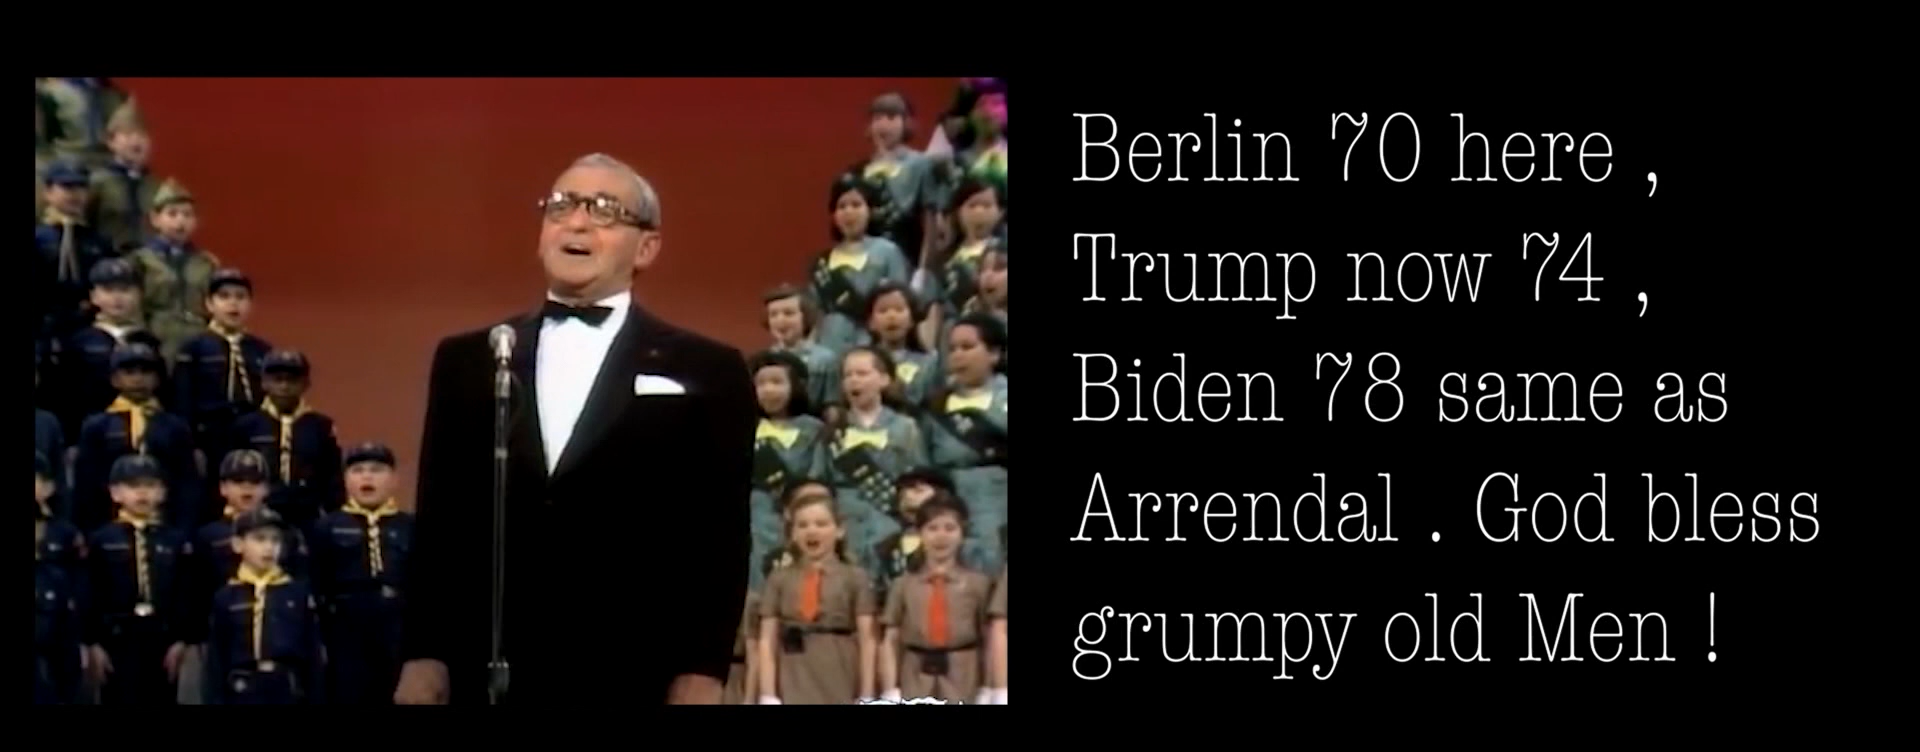 Berlin 70 here ,
Trump now 74 ,
Biden 78 same as
Arrendal . God bless
grumpy old Men !